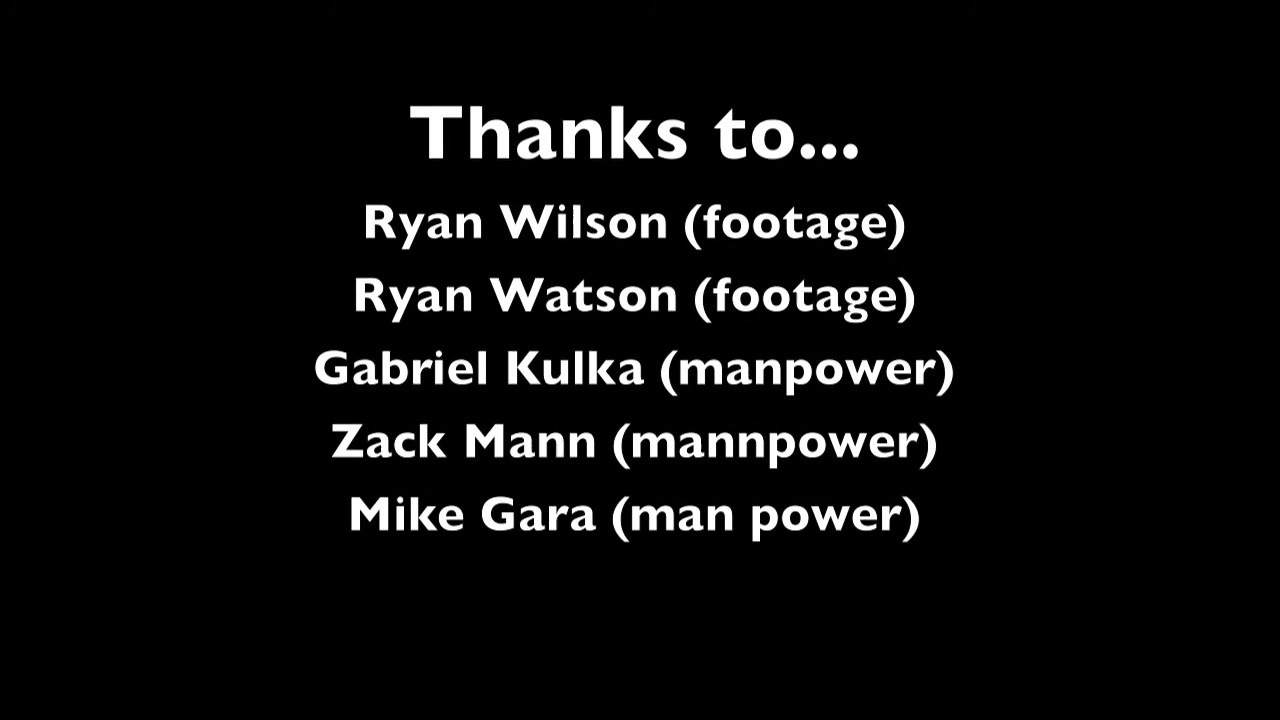 Thanks to...
Ryan Wilson (footage)
Ryan Watson (footage)
Gabriel Kulka (manpower)
Zack Mann (mannpower)
Mike Gara (man power)